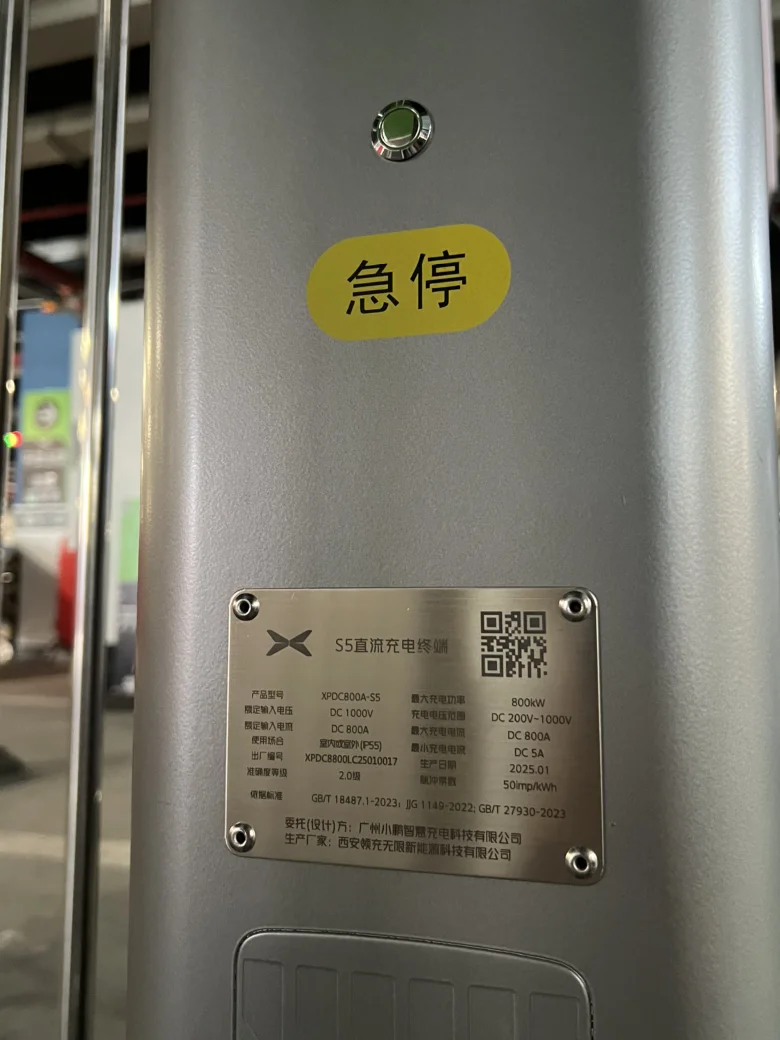 急停
S5直流充电终端
产品型号 XPDC800A-S5 最大充电功率 800kW
额定输入电压 DC 1000V 充电电压范围 DC 200V~1000V
额定输入电流 DC 800A 最大充电电流 DC 800A
使用场合 室内或室外(IP55) 最小充电电流 DC 5A
出厂编号 XPDC8800LC25010017 生产日期 2025.01
准确度等级 2.0级 脉冲常数 50imp/kWh
依据标准 GB/T 18487.1-2023; JJG 1149-2022; GB/T 27930-2023
委托(设计)方: 广州小鹏智慧充电科技有限公司
生产厂家: 西安领充无限新能源科技有限公司